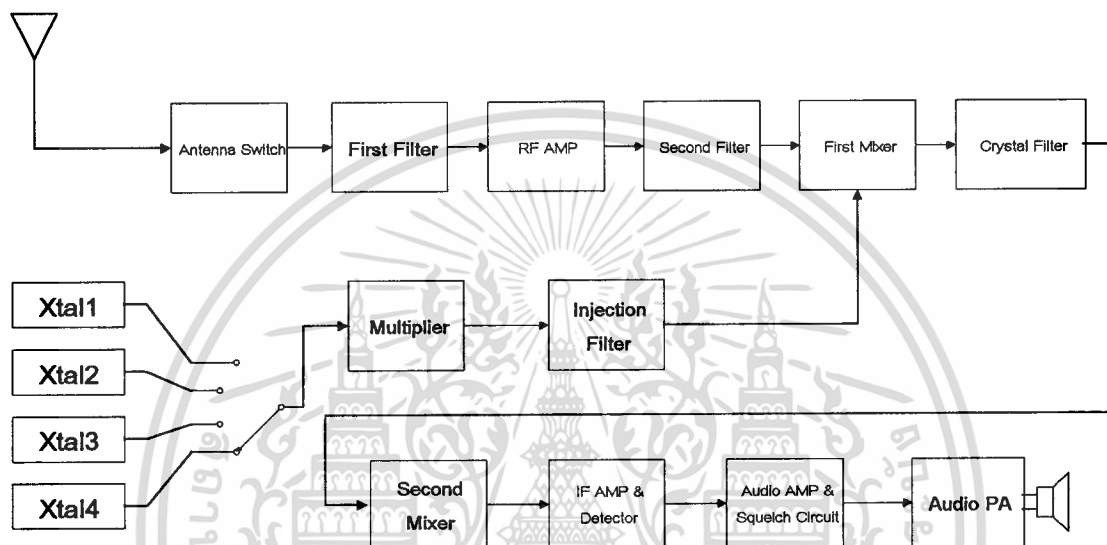 Antenna Switch
First Filter
RF AMP
Second Filter
First Mixer
Crystal Filter
Xtal1
Xtal2
Xtal3
Xtal4
Multiplier
Injection
Filter
Second
Mixer
IF AMP &
Detector
Audio AMP &
Squelch Circuit
Audio PA